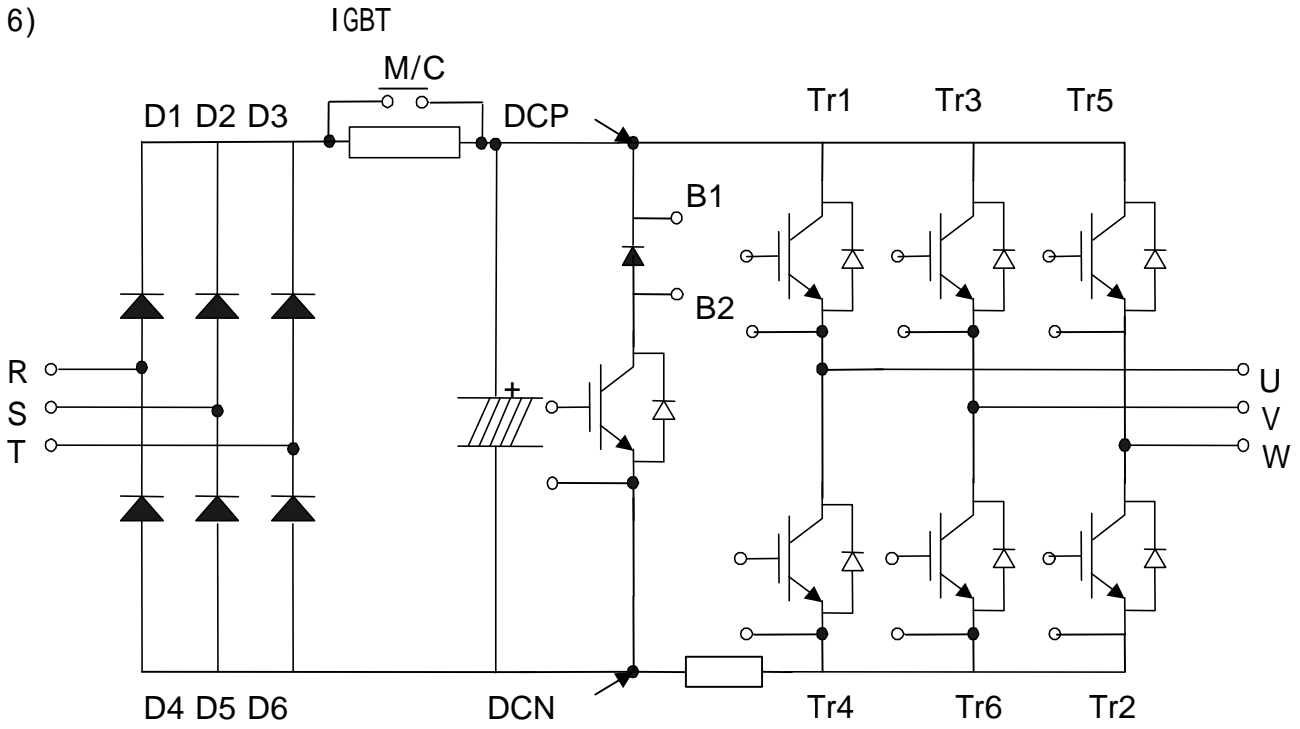 6)
IGBT
M/C
D1 D2 D3
DCP
Tr1
Tr3
Tr5
B1
B2
R
S
T
+
U
V
W
D4 D5 D6
DCN
Tr4
Tr6
Tr2